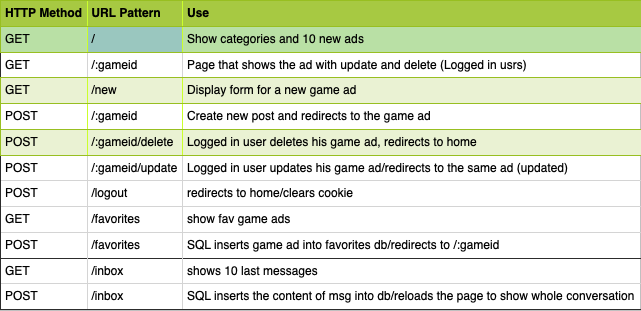 HTTP Method URL Pattern Use
GET / Show categories and 10 new ads
GET /:gameid Page that shows the ad with update and delete (Logged in usrs)
GET /new Display form for a new game ad
POST /:gameid Create new post and redirects to the game ad
POST /:gameid/delete Logged in user deletes his game ad, redirects to home
POST /:gameid/update Logged in user updates his game ad/redirects to the same ad (updated)
POST /logout redirects to home/clears cookie
GET /favorites show fav game ads
POST /favorites SQL inserts game ad into favorites db/redirects to /:gameid
GET /inbox shows 10 last messages
POST /inbox SQL inserts the content of msg into db/reloads the page to show whole conversation